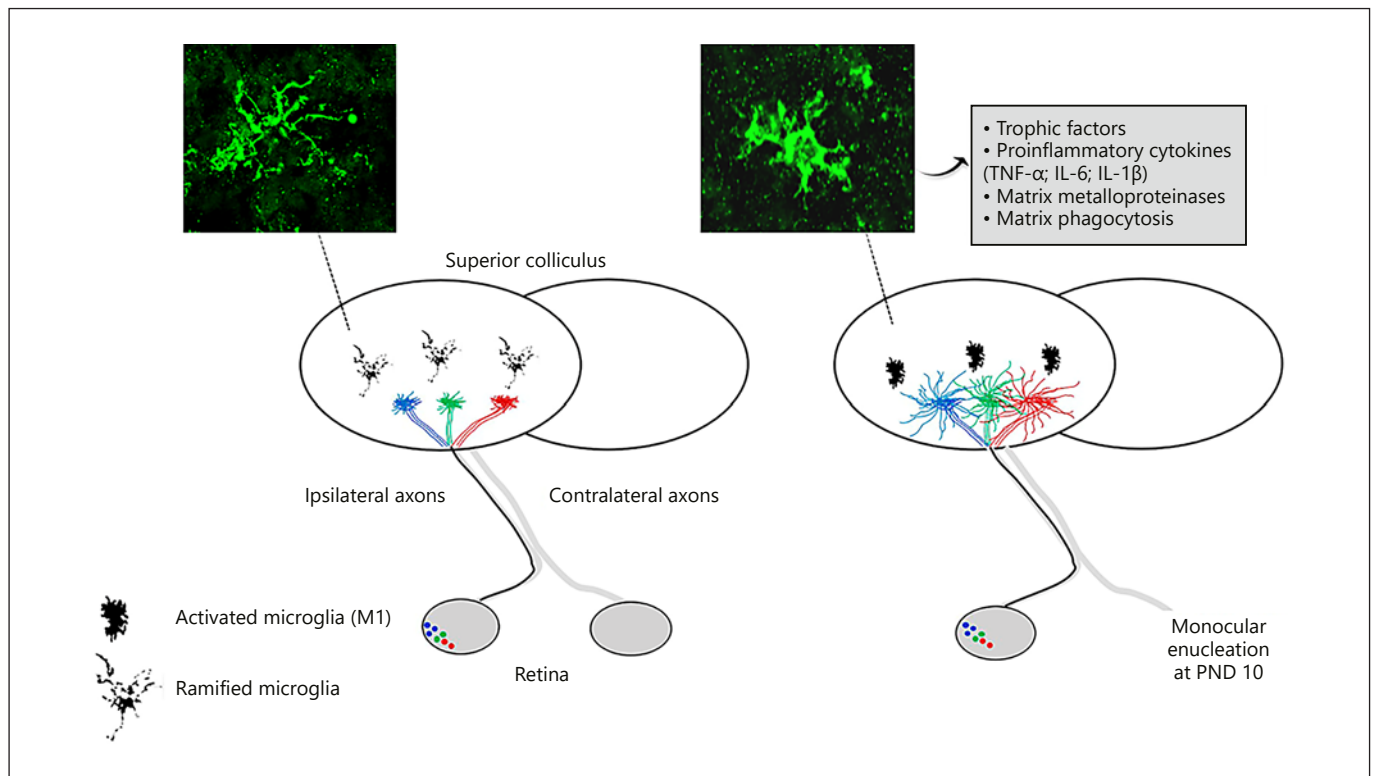 • Trophic factors
• Proinflammatory cytokines
(TNF-α; IL-6; IL-1β)
• Matrix metalloproteinases
• Matrix phagocytosis
Superior colliculus
Ipsilateral axons
Contralateral axons
Activated microglia (M1)
Ramified microglia
Retina
Monocular
enucleation
at PND 10